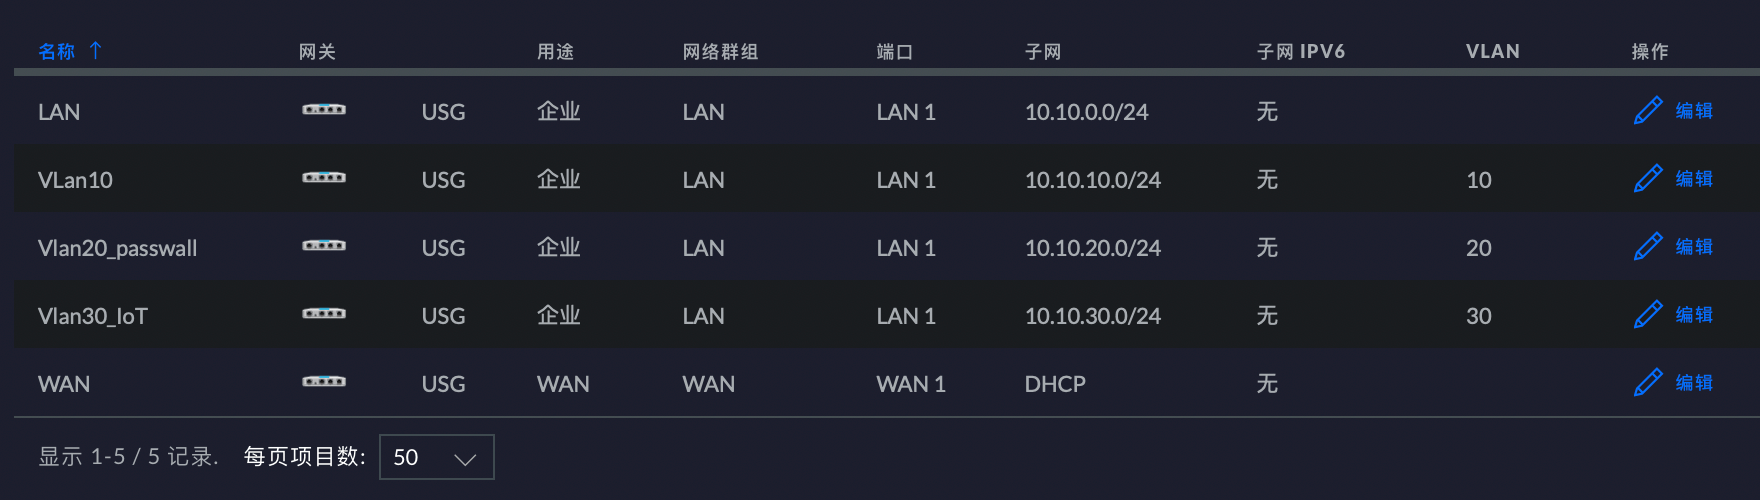 名称 ↑ 网关 用途 网络群组 端口 子网 子网 IPV6 VLAN 操作
LAN USG 企业 LAN LAN 1 10.10.0.0/24 无 编辑
VLan10 USG 企业 LAN LAN 1 10.10.10.0/24 无 10 编辑
Vlan20_passwall USG 企业 LAN LAN 1 10.10.20.0/24 无 20 编辑
Vlan30_IoT USG 企业 LAN LAN 1 10.10.30.0/24 无 30 编辑
WAN USG WAN WAN WAN 1 DHCP 无 编辑
显示 1-5 / 5 记录. 每页项目数: 50